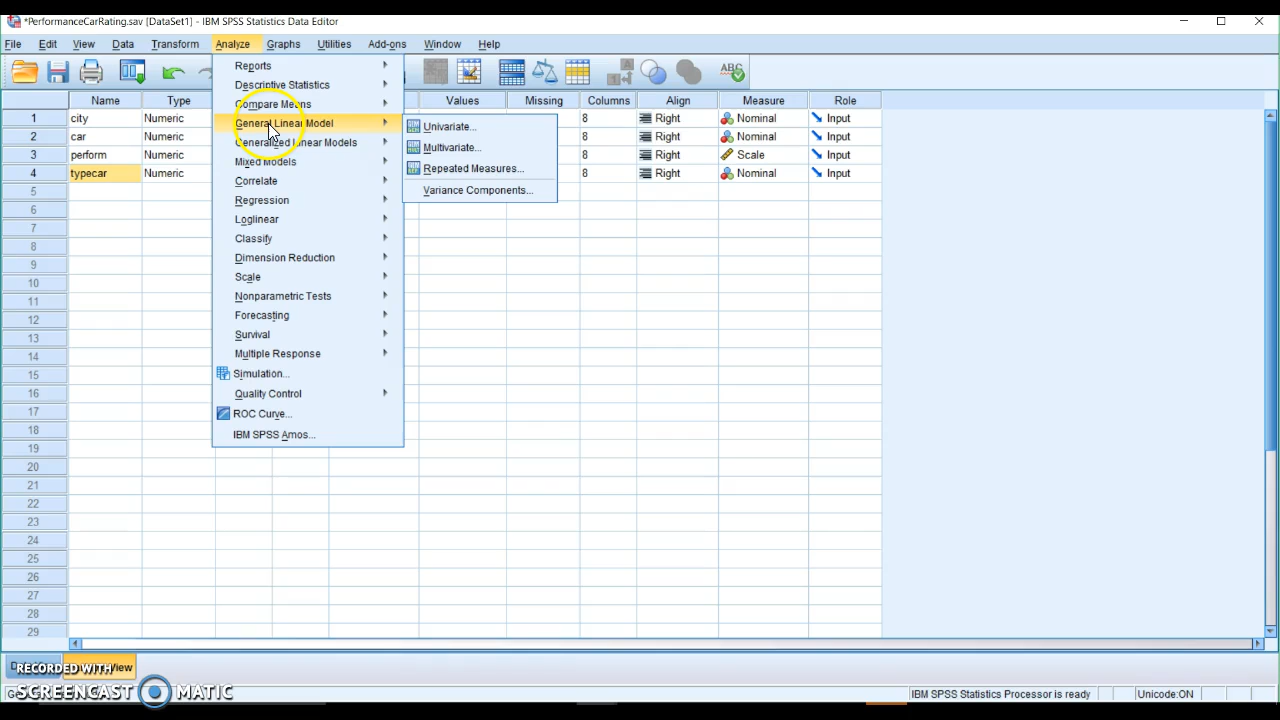 *PerformanceCarRating.sav [DataSet1] - IBM SPSS Statistics Data Editor
File Edit View Data Transform Analyze Graphs Utilities Add-ons Window Help
Reports
Descriptive Statistics
Compare Means
General Linear Model
Generalized Linear Models
Mixed Models
Correlate
Regression
Loglinear
Classify
Dimension Reduction
Scale
Nonparametric Tests
Forecasting
Survival
Multiple Response
Simulation...
Quality Control
ROC Curve...
IBM SPSS Amos...
Univariate...
Multivariate...
Repeated Measures...
Variance Components...
ABC
Name Type Values Missing Columns Align Measure Role
1 city Numeric 8 Right Nominal Input
2 car Numeric 8 Right Nominal Input
3 perform Numeric 8 Right Scale Input
4 typecar Numeric 8 Right Nominal Input
5
6
7
8
9
10
11
12
13
14
15
16
17
18
19
20
21
22
23
24
25
26
27
28
29
RECORDED WITH
SCREENCAST MATIC
IBM SPSS Statistics Processor is ready Unicode:ON